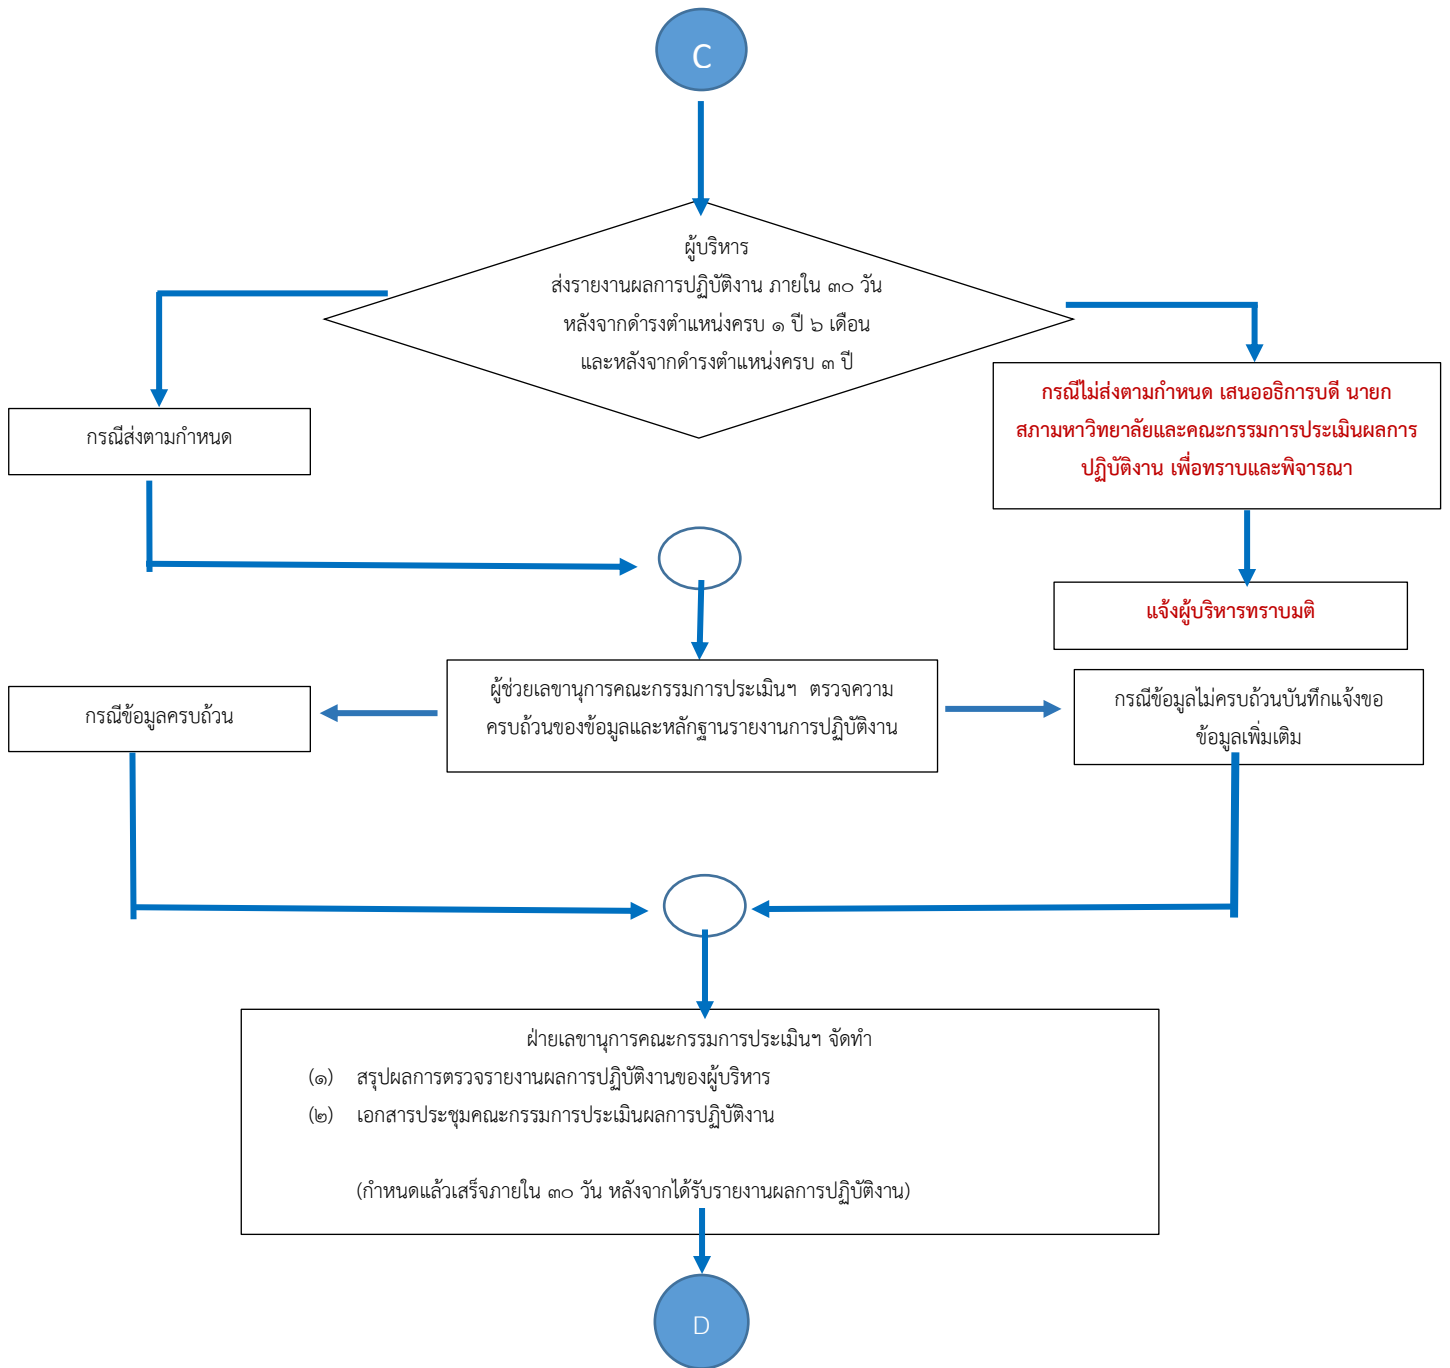 C
ผู้บริหาร
ส่งรายงานผลการปฏิบัติงาน ภายใน ๓๐ วัน
หลังจากดำรงตำแหน่งครบ ๑ ปี ๖ เดือน
และหลังจากดำรงตำแหน่งครบ ๓ ปี
กรณีส่งตามกำหนด
กรณีไม่ส่งตามกำหนด เสนออธิการบดี นายก
สภามหาวิทยาลัยและคณะกรรมการประเมินผลการ
ปฏิบัติงาน เพื่อทราบและพิจารณา
แจ้งผู้บริหารทราบมติ
กรณีข้อมูลครบถ้วน
ผู้ช่วยเลขานุการคณะกรรมการประเมินฯ ตรวจความ
ครบถ้วนของข้อมูลและหลักฐานรายงานการปฏิบัติงาน
กรณีข้อมูลไม่ครบถ้วนบันทึกแจ้งขอ
ข้อมูลเพิ่มเติม
ฝ่ายเลขานุการคณะกรรมการประเมินฯ จัดทำ
(๑) สรุปผลการตรวจรายงานผลการปฏิบัติงานของผู้บริหาร
(๒) เอกสารประชุมคณะกรรมการประเมินผลการปฏิบัติงาน
(กำหนดแล้วเสร็จภายใน ๓๐ วัน หลังจากได้รับรายงานผลการปฏิบัติงาน)
D